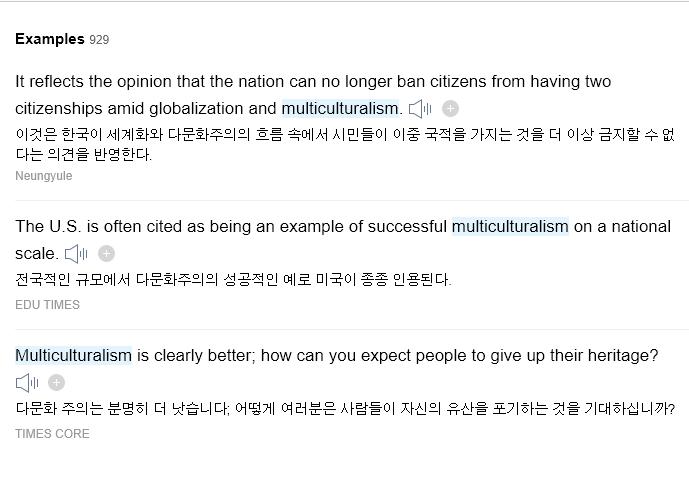 Examples 929
It reflects the opinion that the nation can no longer ban citizens from having two
citizenships amid globalization and multiculturalism.
이것은 한국이 세계화와 다문화주의의 흐름 속에서 시민들이 이중 국적을 가지는 것을 더 이상 금지할 수 없
다는 의견을 반영한다.
Neungyule
The U.S. is often cited as being an example of successful multiculturalism on a national
scale.
전국적인 규모에서 다문화주의의 성공적인 예로 미국이 종종 인용된다.
EDU TIMES
Multiculturalism is clearly better; how can you expect people to give up their heritage?
다문화 주의는 분명히 더 낫습니다; 어떻게 여러분은 사람들이 자신의 유산을 포기하는 것을 기대하십니까?
TIMES CORE